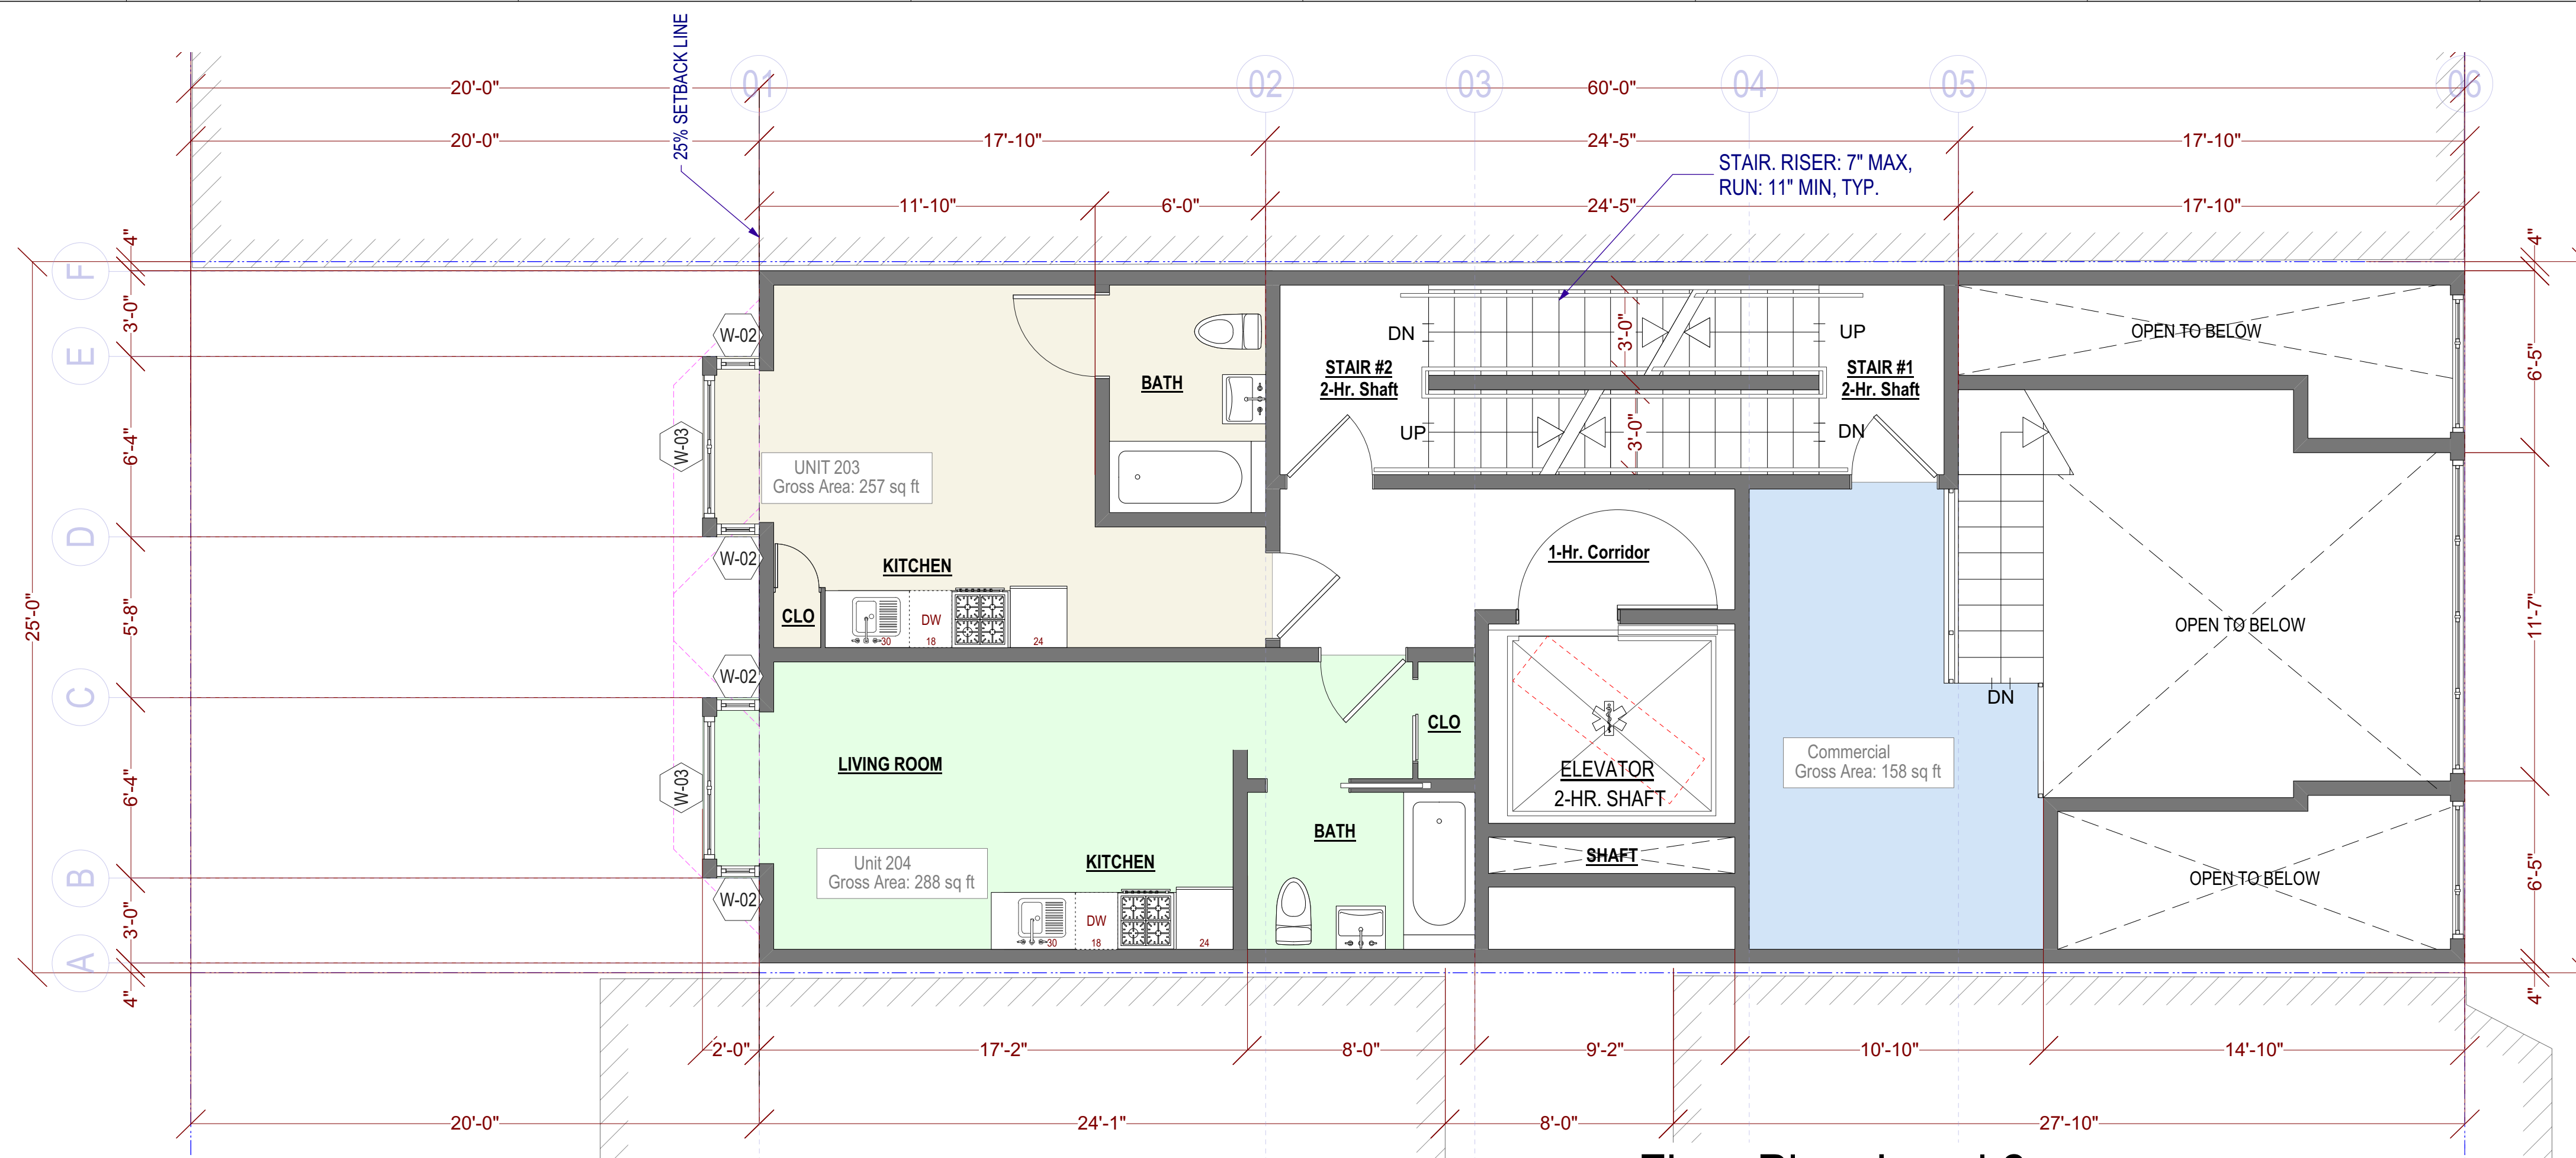 01
02
03
04
05
06
20'-0"
60'-0"
25% SETBACK LINE
20'-0"
17'-10"
24'-5"
17'-10"
STAIR. RISER: 7" MAX,
RUN: 11" MIN, TYP.
11'-10"
6'-0"
24'-5"
17'-10"
F
E
D
C
B
A
25'-0"
4"
3'-0"
6'-4"
5'-8"
6'-4"
3'-0"
4"
4"
6'-5"
11'-7"
6'-5"
4"
W-02
W-03
W-02
W-02
W-03
W-02
UNIT 203
Gross Area: 257 sq ft
BATH
KITCHEN
CLO
30
DW
18
24
DN
STAIR #2
2-Hr. Shaft
UP
3'-0"
3'-0"
UP
STAIR #1
2-Hr. Shaft
DN
OPEN TO BELOW
1-Hr. Corridor
OPEN TO BELOW
DN
LIVING ROOM
CLO
ELEVATOR
2-HR. SHAFT
Commercial
Gross Area: 158 sq ft
BATH
SHAFT
Unit 204
Gross Area: 288 sq ft
KITCHEN
30
DW
18
24
OPEN TO BELOW
2'-0"
17'-2"
8'-0"
9'-2"
10'-10"
14'-10"
20'-0"
24'-1"
8'-0"
27'-10"